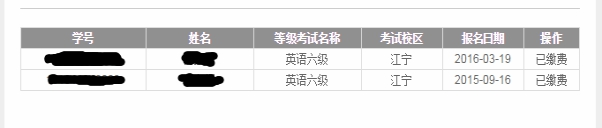 学号 姓名 等级考试名称 考试校区 报名日期 操作
英语六级 江宁 2016-03-19 已缴费
英语六级 江宁 2015-09-16 已缴费